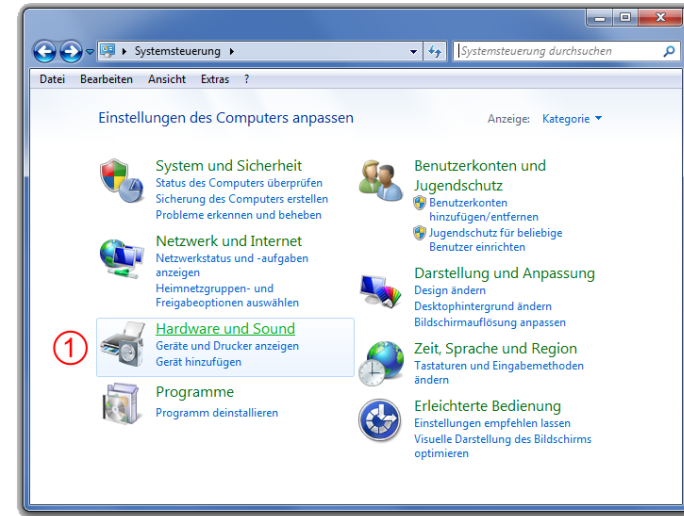 Systemsteuerung
Systemsteuerung durchsuchen
Datei Bearbeiten Ansicht Extras ?
Einstellungen des Computers anpassen
Anzeige: Kategorie
System und Sicherheit
Status des Computers überprüfen
Sicherung des Computers erstellen
Probleme erkennen und beheben
Netzwerk und Internet
Netzwerkstatus und -aufgaben
anzeigen
Heimnetzgruppen- und
Freigabeoptionen auswählen
1
Hardware und Sound
Geräte und Drucker anzeigen
Gerät hinzufügen
Programme
Programm deinstallieren
Benutzerkonten und
Jugendschutz
Benutzerkonten
hinzufügen/entfernen
Jugendschutz für beliebige
Benutzer einrichten
Darstellung und Anpassung
Design ändern
Desktophintergrund ändern
Bildschirmauflösung anpassen
Zeit, Sprache und Region
Tastaturen und Eingabemethoden
ändern
Erleichterte Bedienung
Einstellungen empfehlen lassen
Visuelle Darstellung des Bildschirms
optimieren